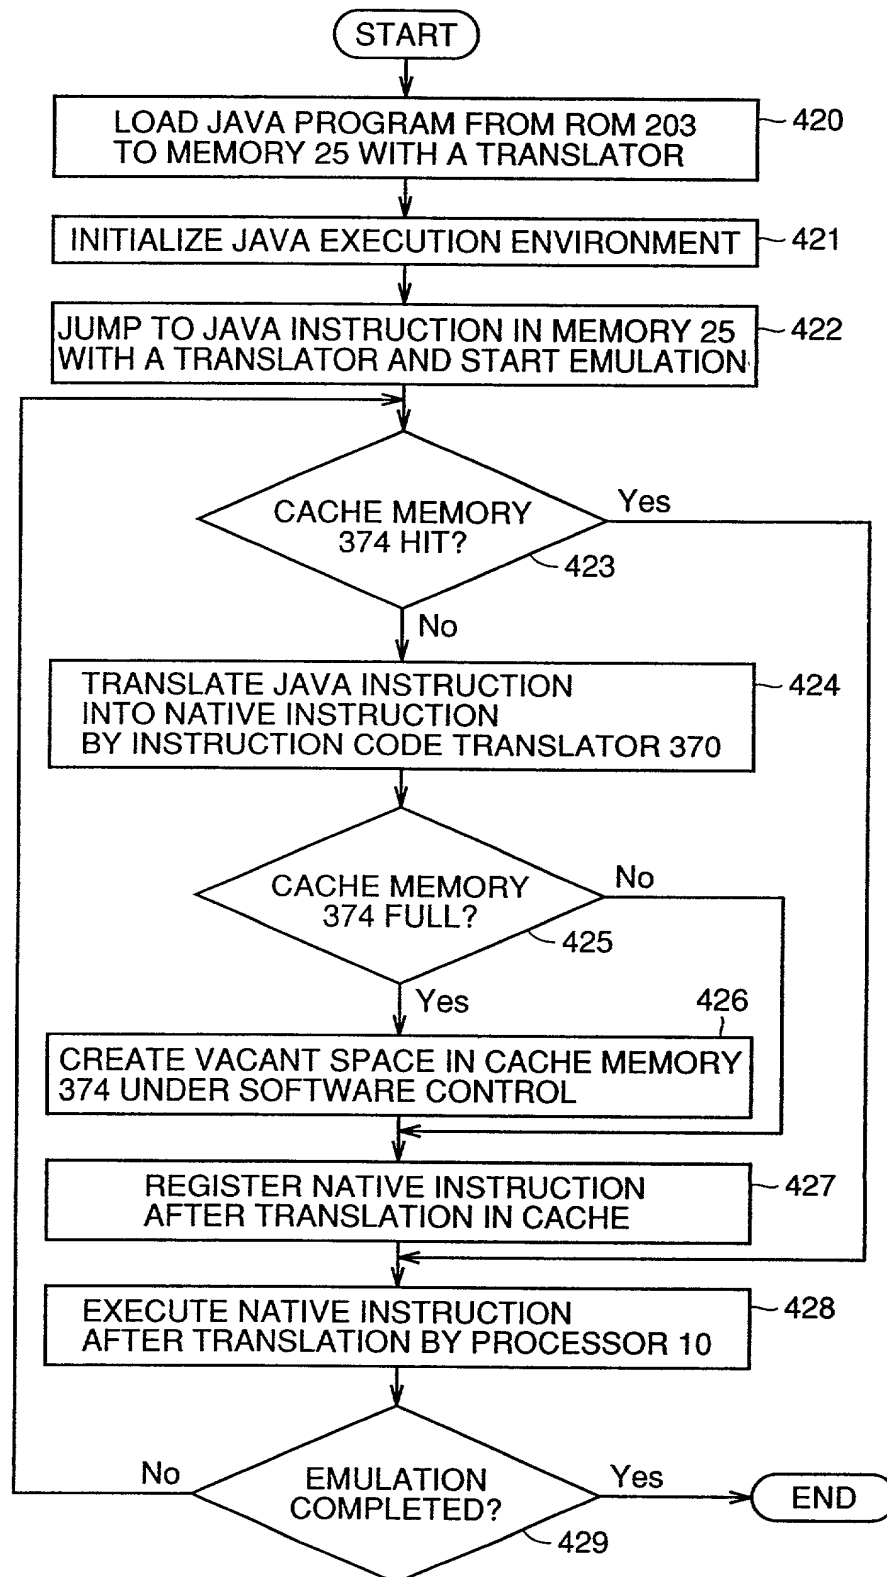 START
LOAD JAVA PROGRAM FROM ROM 203
TO MEMORY 25 WITH A TRANSLATOR
420
INITIALIZE JAVA EXECUTION ENVIRONMENT
421
JUMP TO JAVA INSTRUCTION IN MEMORY 25
WITH A TRANSLATOR AND START EMULATION
422
CACHE MEMORY
374 HIT?
Yes
423
No
TRANSLATE JAVA INSTRUCTION
INTO NATIVE INSTRUCTION
BY INSTRUCTION CODE TRANSLATOR 370
424
CACHE MEMORY
374 FULL?
No
425
Yes
426
CREATE VACANT SPACE IN CACHE MEMORY
374 UNDER SOFTWARE CONTROL
REGISTER NATIVE INSTRUCTION
AFTER TRANSLATION IN CACHE
427
EXECUTE NATIVE INSTRUCTION
AFTER TRANSLATION BY PROCESSOR 10
428
No
EMULATION
COMPLETED?
Yes
END
429